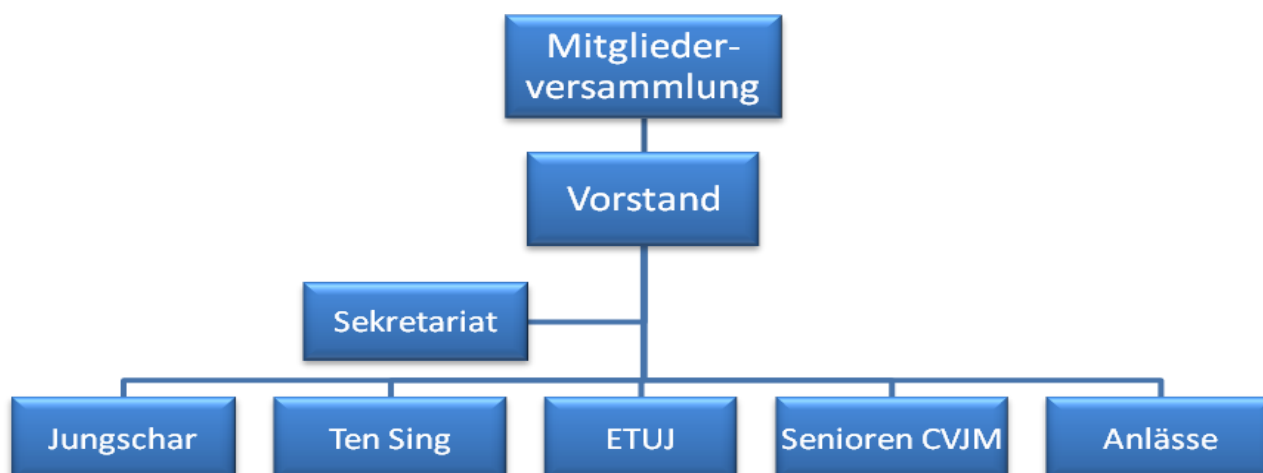 Mitglieder-
versammlung
Vorstand
Sekretariat
Jungschar
Ten Sing
ETUJ
Senioren CVJM
Anlässe